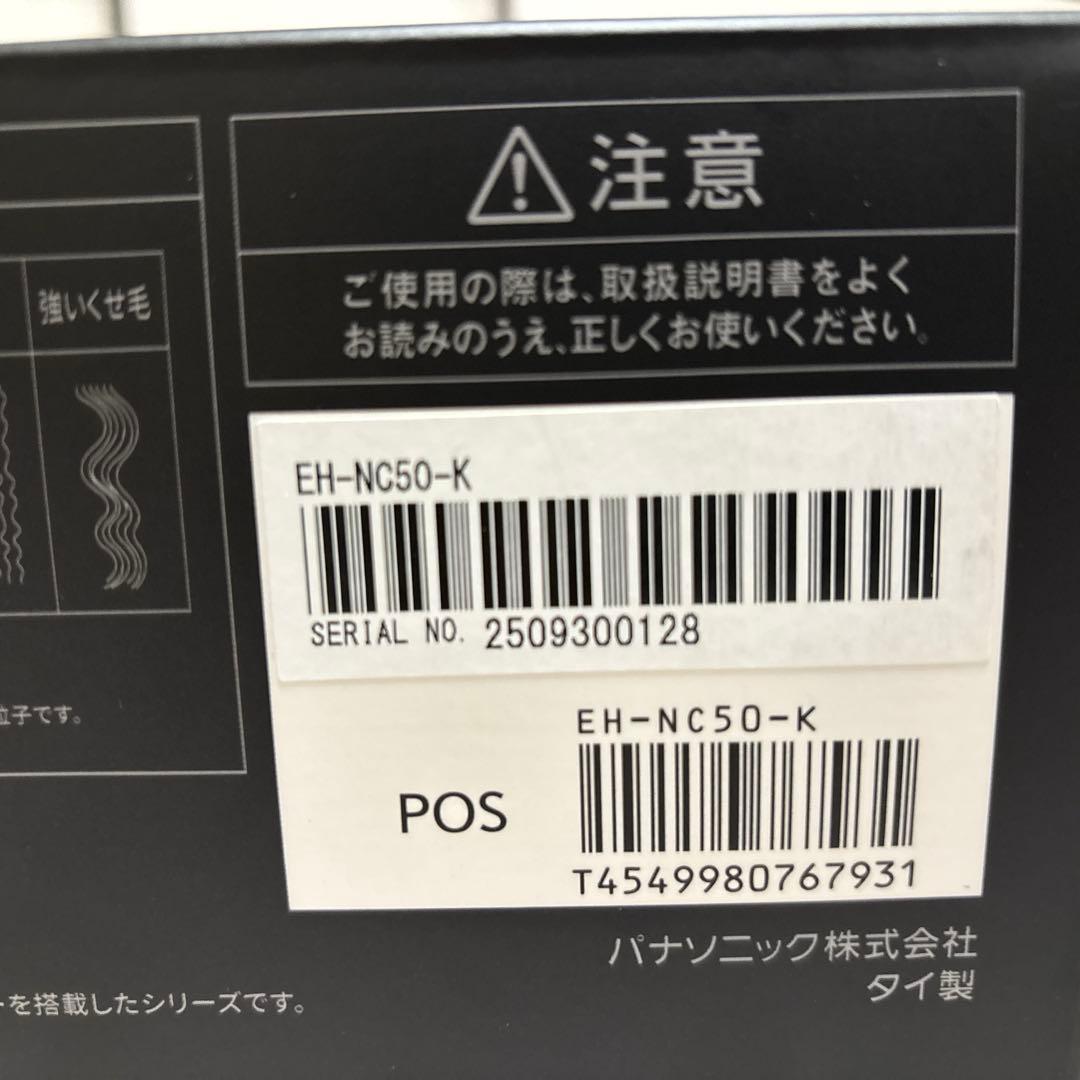 注意
ご使用の際は、取扱説明書をよく
お読みのうえ、正しくお使いください。
強いくせ毛
EH-NC50-K
SERIAL NO. 2509300128
EH-NC50-K
POS
T4549980767931
粒子です。
パナソニック株式会社
タイ製
ーを搭載したシリーズです。